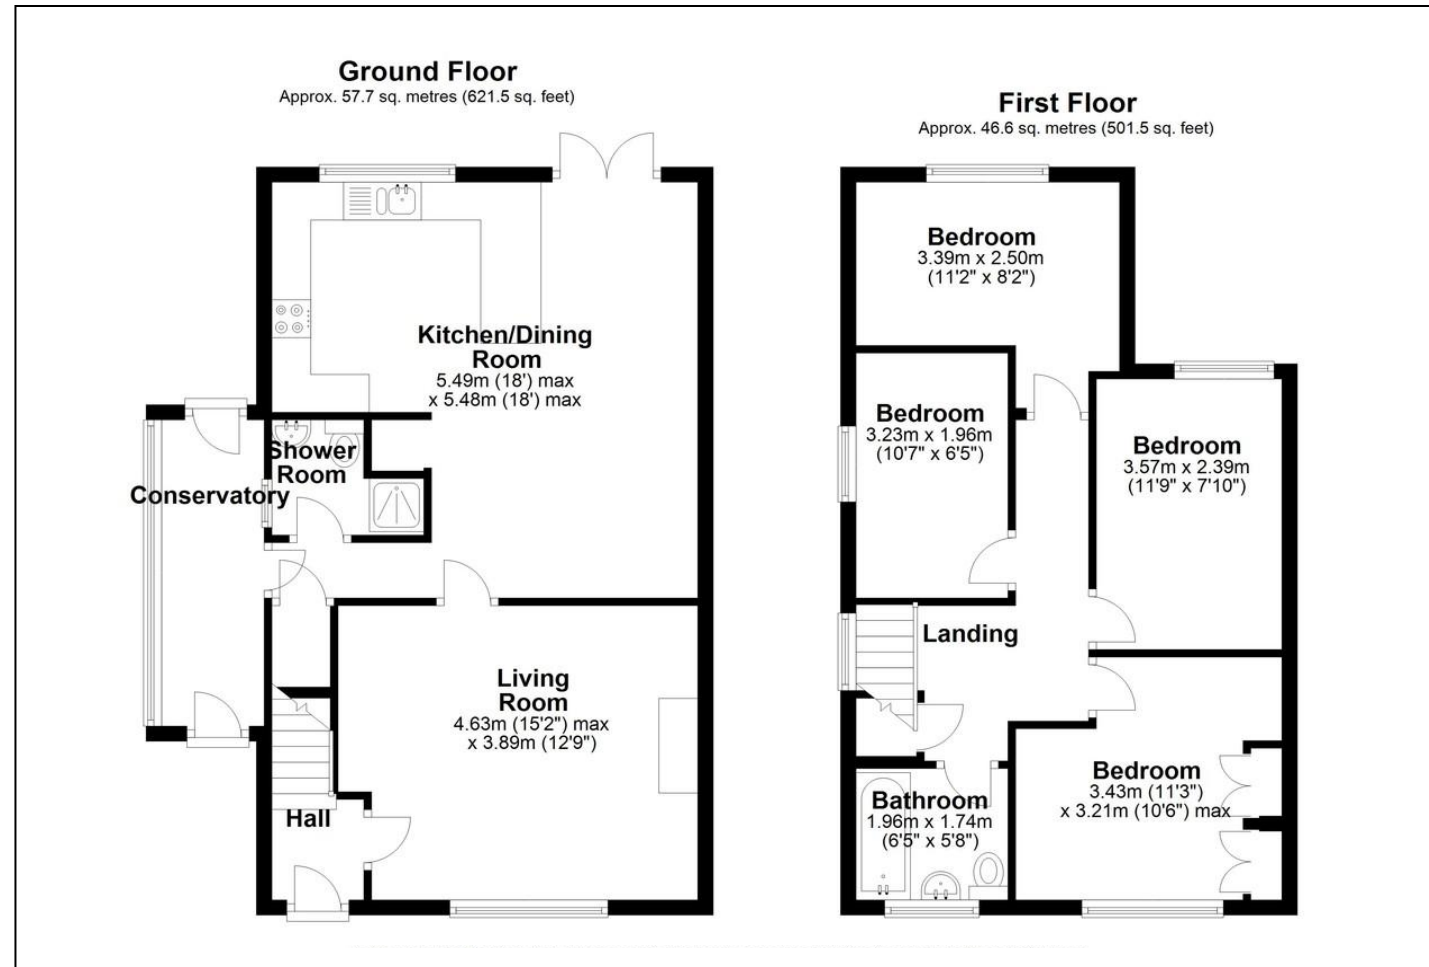 Ground Floor
Approx. 57.7 sq. metres (621.5 sq. feet)
Kitchen/Dining
Room
5.49m (18') max
x 5.48m (18') max
Shower
Room
Conservatory
Living
Room
4.63m (15'2") max
x 3.89m (12'9")
Hall
First Floor
Approx. 46.6 sq. metres (501.5 sq. feet)
Bedroom
3.39m x 2.50m
(11'2" x 8'2")
Bedroom
3.23m x 1.96m
(10'7" x 6'5")
Bedroom
3.57m x 2.39m
(11'9" x 7'10")
Landing
Bedroom
3.43m (11'3")
x 3.21m (10'6") max
Bathroom
1.96m x 1.74m
(6'5" x 5'8")